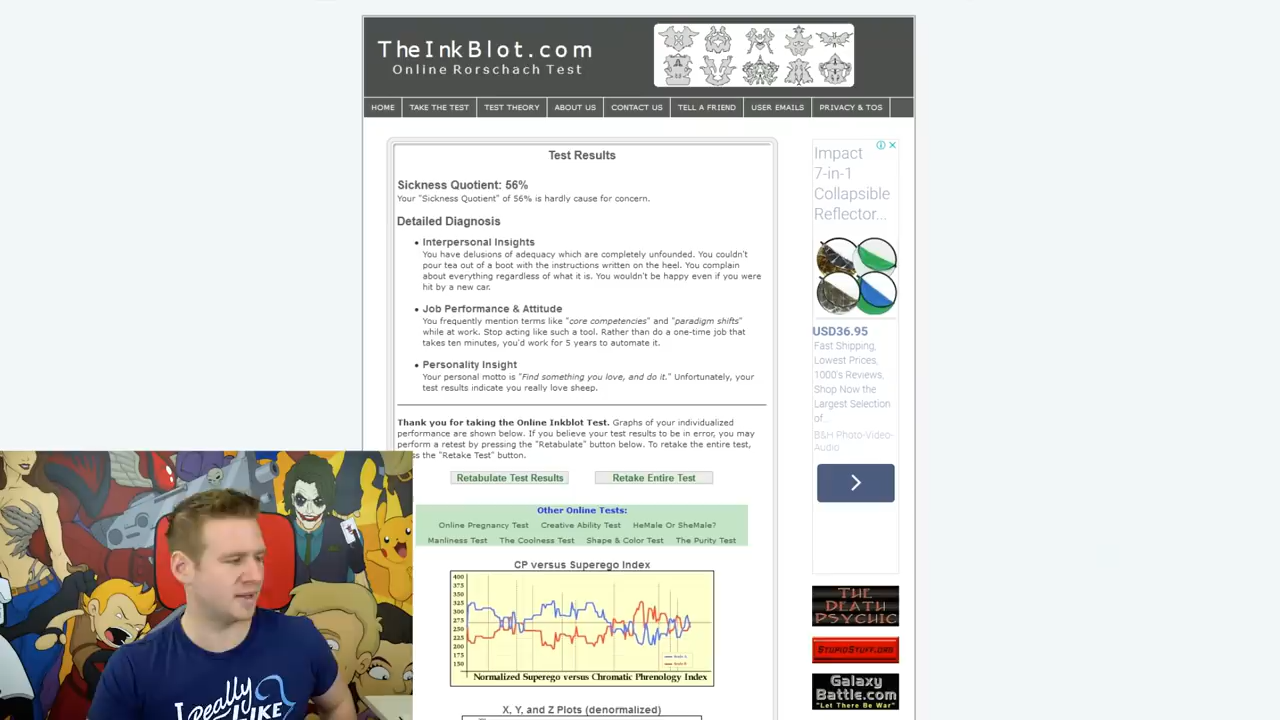 TheInkBlot.com
Online Rorschach Test
HOME
TAKE THE TEST
TEST THEORY
ABOUT US
CONTACT US
TELL A FRIEND
USER EMAILS
PRIVACY & TOS
Test Results
Sickness Quotient: 56%
Your "Sickness Quotient" of 56% is hardly cause for concern.
Detailed Diagnosis
• Interpersonal Insights
You have delusions of adequacy which are completely unfounded. You couldn't
pour tea out of a boot with the instructions written on the heel. You complain
about everything regardless of what it is. You wouldn't be happy even if you were
hit by a new car.
• Job Performance & Attitude
You frequently mention terms like "core competencies" and "paradigm shifts"
while at work. Stop acting like such a tool. Rather than do a one-time job that
takes ten minutes, you'd work for 5 years to automate it.
• Personality Insight
Your personal motto is "Find something you love, and do it." Unfortunately, your
test results indicate you really love sheep.
Thank you for taking the Online Inkblot Test. Graphs of your individualized
performance are shown below. If you believe your test results to be in error, you may
perform a retest by pressing the "Retabulate" button below. To retake the entire test,
the "Retake Test" button.
Retabulate Test Results
Retake Entire Test
Other Online Tests:
Online Pregnancy Test
Creative Ability Test
HeMale Or SheMale?
Manliness Test
The Coolness Test
Shape & Color Test
The Purity Test
CP versus Superego Index
400
375
350
325
300
275
250
225
200
175
150
Normalized Superego versus Chromatic Phrenology Index
X, Y, and Z Plots (denormalized)
Impact
7-in-1
Collapsible
Reflector...
USD36.95
Fast Shipping,
Lowest Prices,
1000's Reviews,
Shop Now the
Largest Selection
of..
B&H Photo-Video-
Audio
THE
DEATH
PSYCHIC
STUPIDSTUFF.ORG
Galaxy
Battle.com
"Let There Be War"
I Really
LIKE